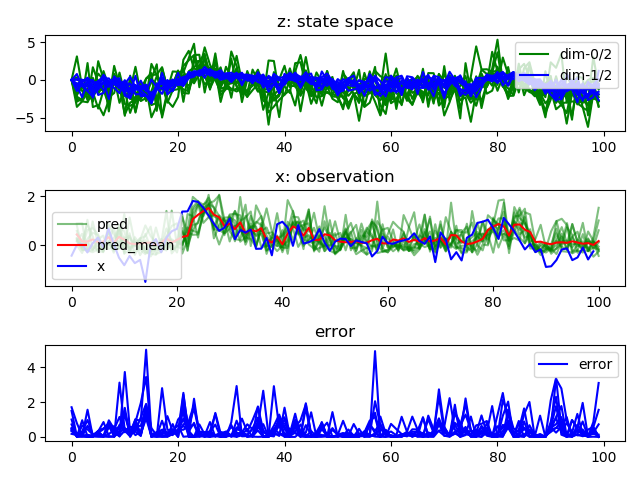 z: state space
5
0
−5
dim-0/2
dim-1/2
0 20 40 60 80 100
x: observation
2
0
pred
pred_mean
x
0 20 40 60 80 100
error
4
2
0
error
0 20 40 60 80 100